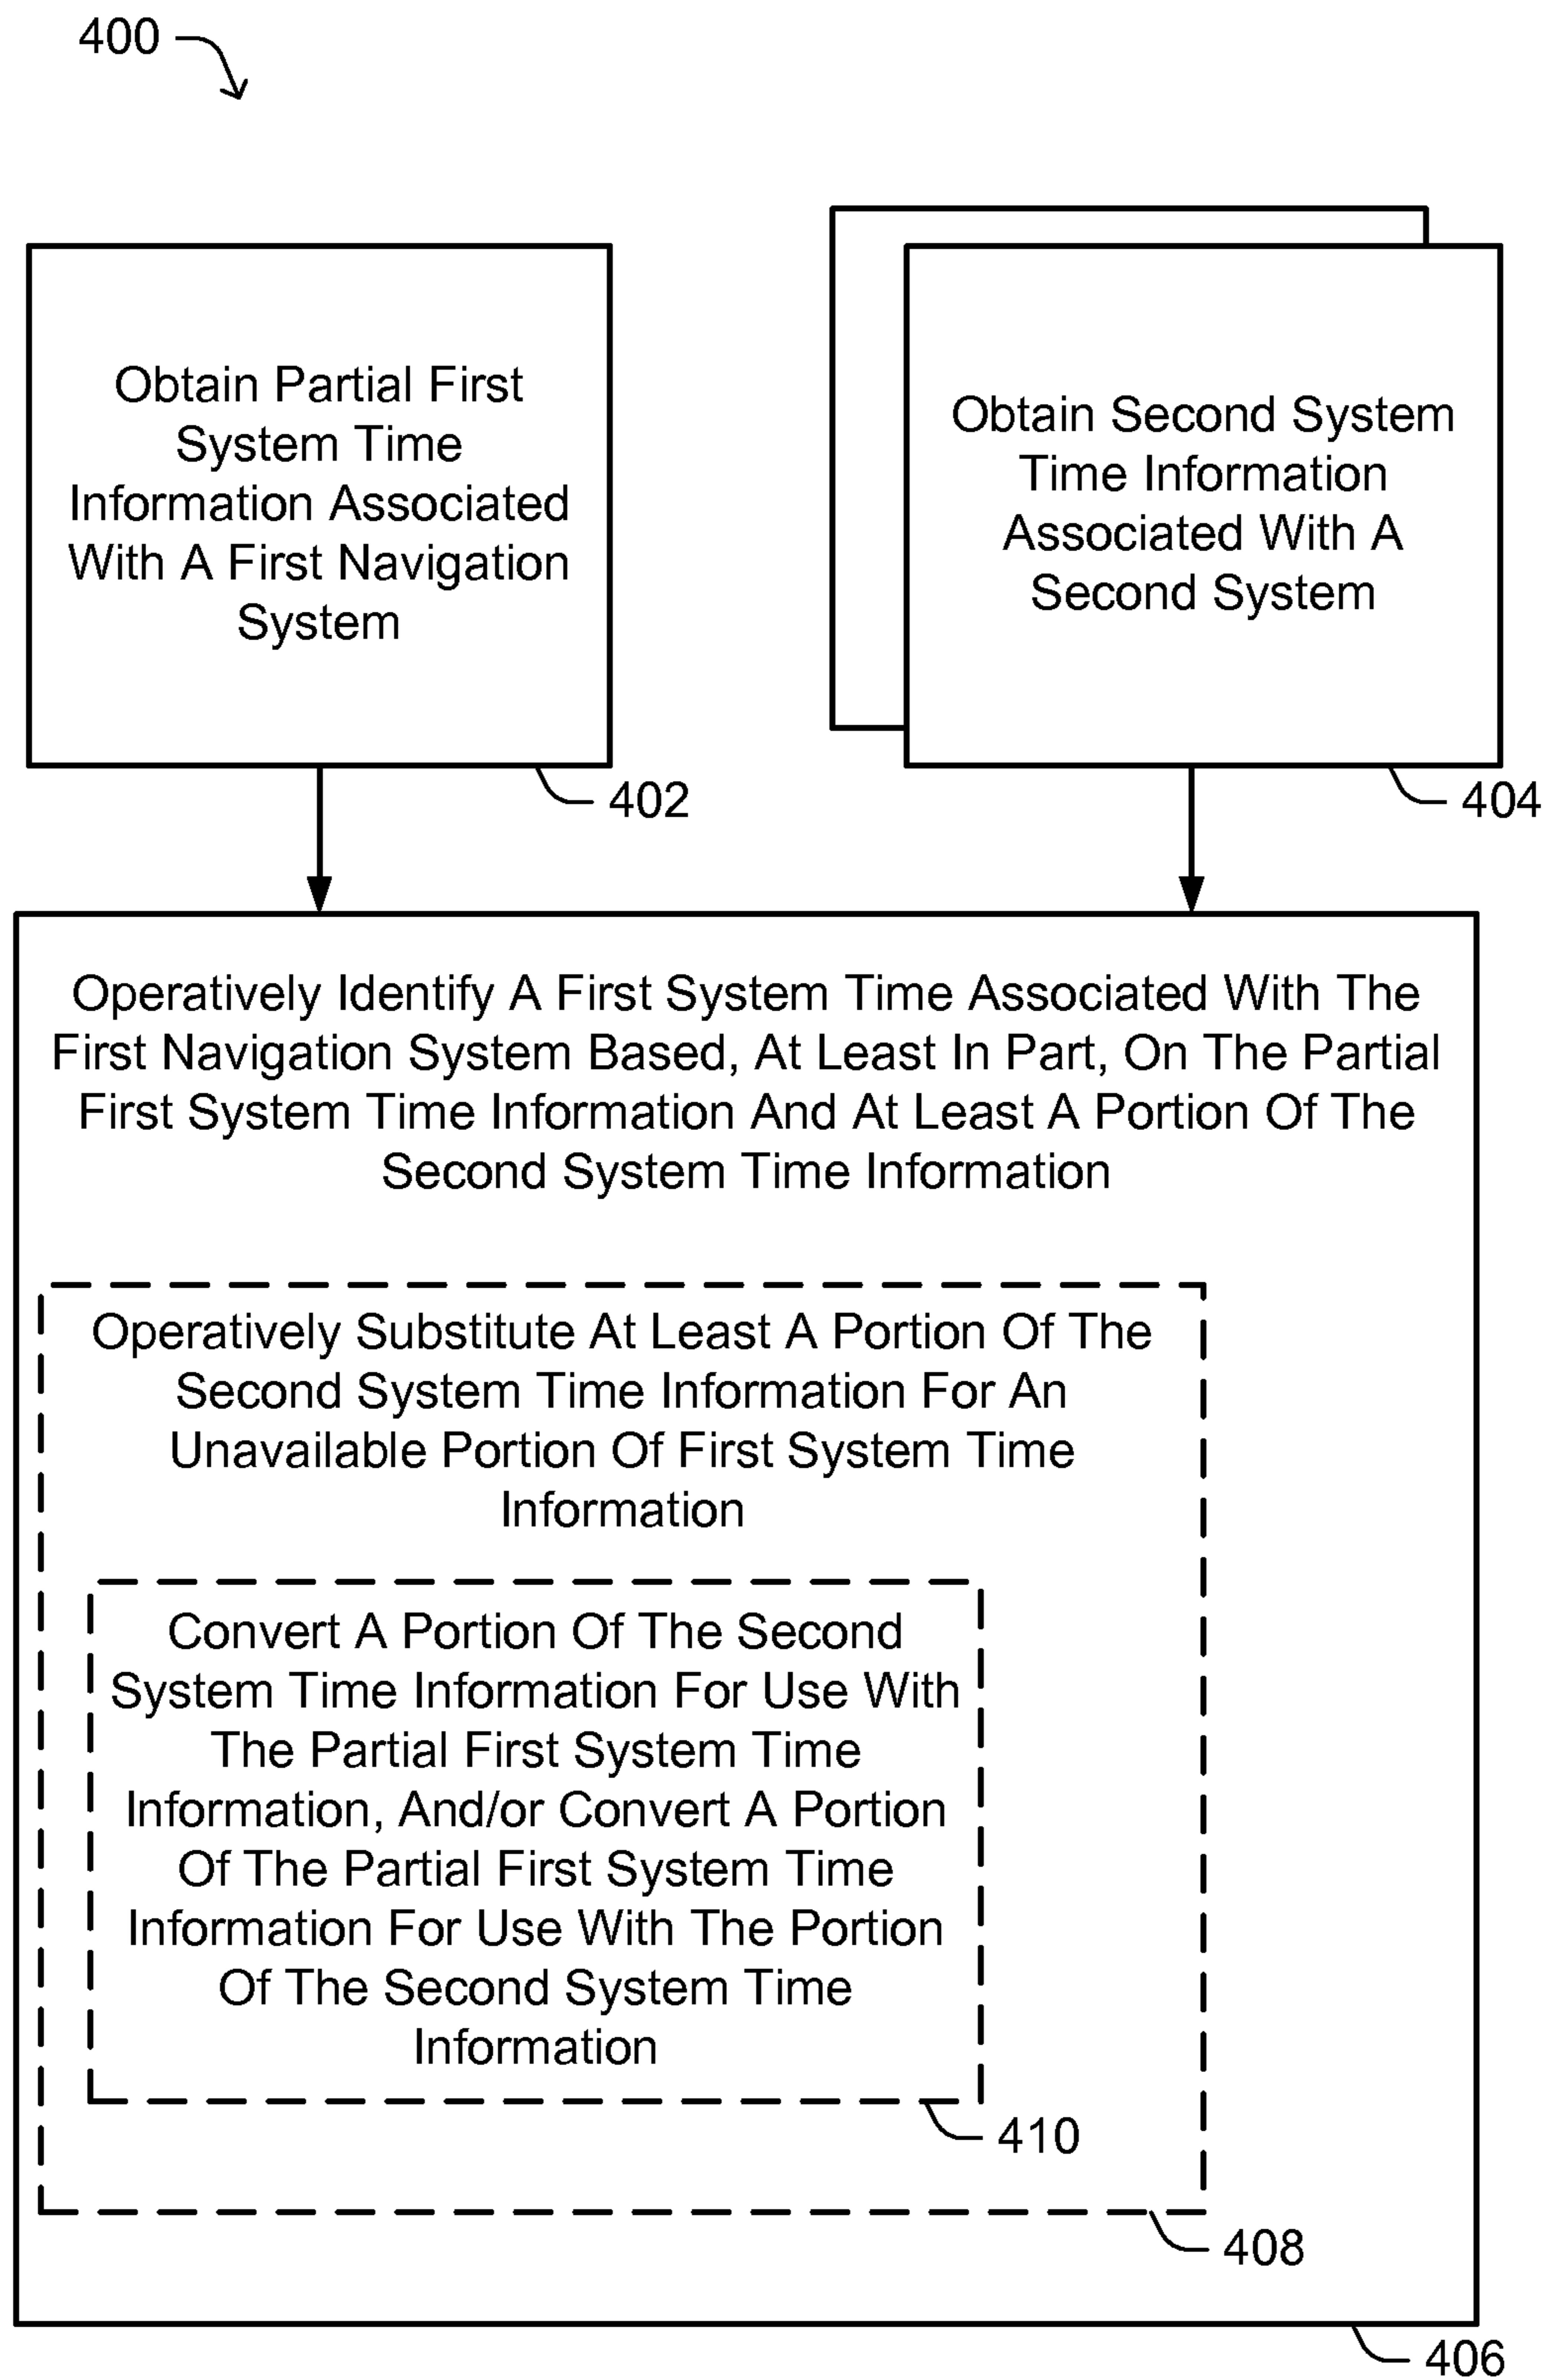 400
Obtain Partial First
System Time
Information Associated
With A First Navigation
System
402
Obtain Second System
Time Information
Associated With A
Second System
404
Operatively Identify A First System Time Associated With The
First Navigation System Based, At Least In Part, On The Partial
First System Time Information And At Least A Portion Of The
Second System Time Information
Operatively Substitute At Least A Portion Of The
Second System Time Information For An
Unavailable Portion Of First System Time
Information
Convert A Portion Of The Second
System Time Information For Use With
The Partial First System Time
Information, And/or Convert A Portion
Of The Partial First System Time
Information For Use With The Portion
Of The Second System Time
Information
410
408
406